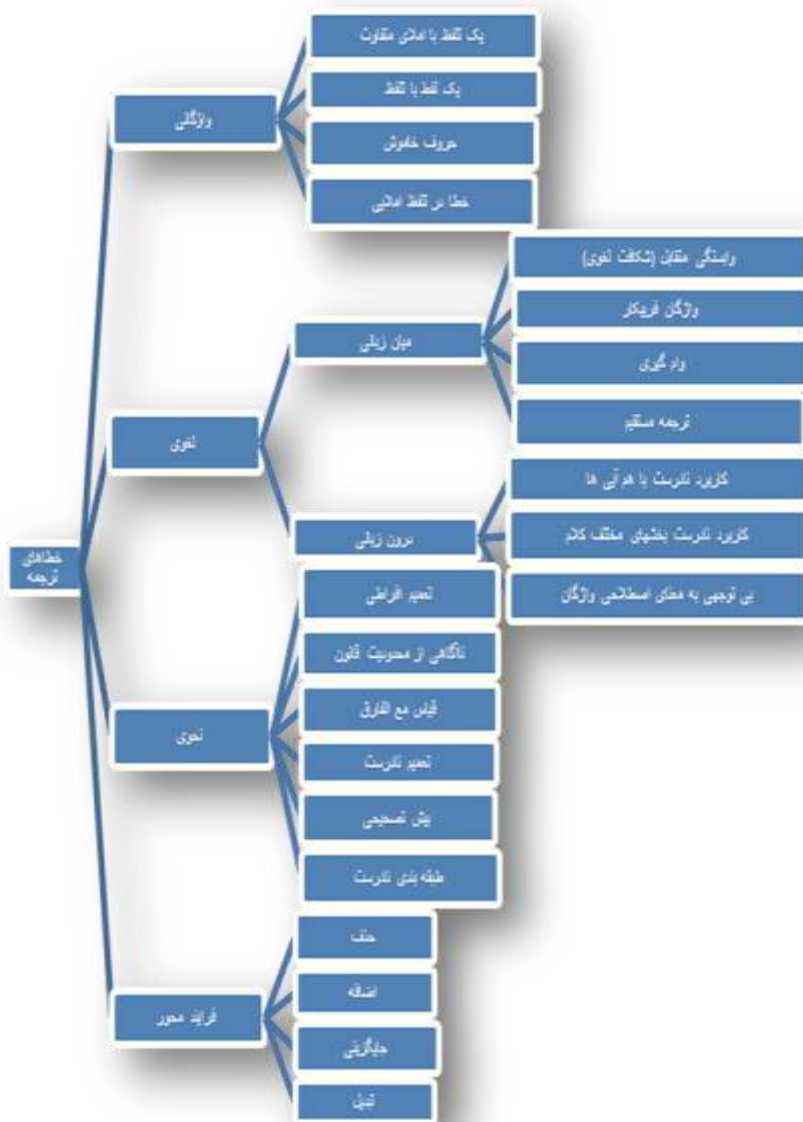 خطاهای
ترجمه
واژگانی
یک تلفظ با املای متفاوت
یک لفظ با تلفظ
حروف خاموش
خطا در تلفظ املایی
لغوی
میان زبانی
وابستگی متقابل (شکافت لغوی)
واژگان فریبکار
وام گیری
ترجمه مستقیم
درون زبانی
کاربرد نادرست با هم آیی ها
کاربرد نادرست بخشهای مختلف کلام
بی توجهی به معنای اصطلاحی واژگان
نحوی
تعمیم افراطی
ناآگاهی از محدودیت قانون
قیاس مع الفارق
تعمیم نادرست
بیش تصحیحی
طبقه بندی نادرست
فرایند محور
حذف
اضافه
جایگزینی
تبدیل